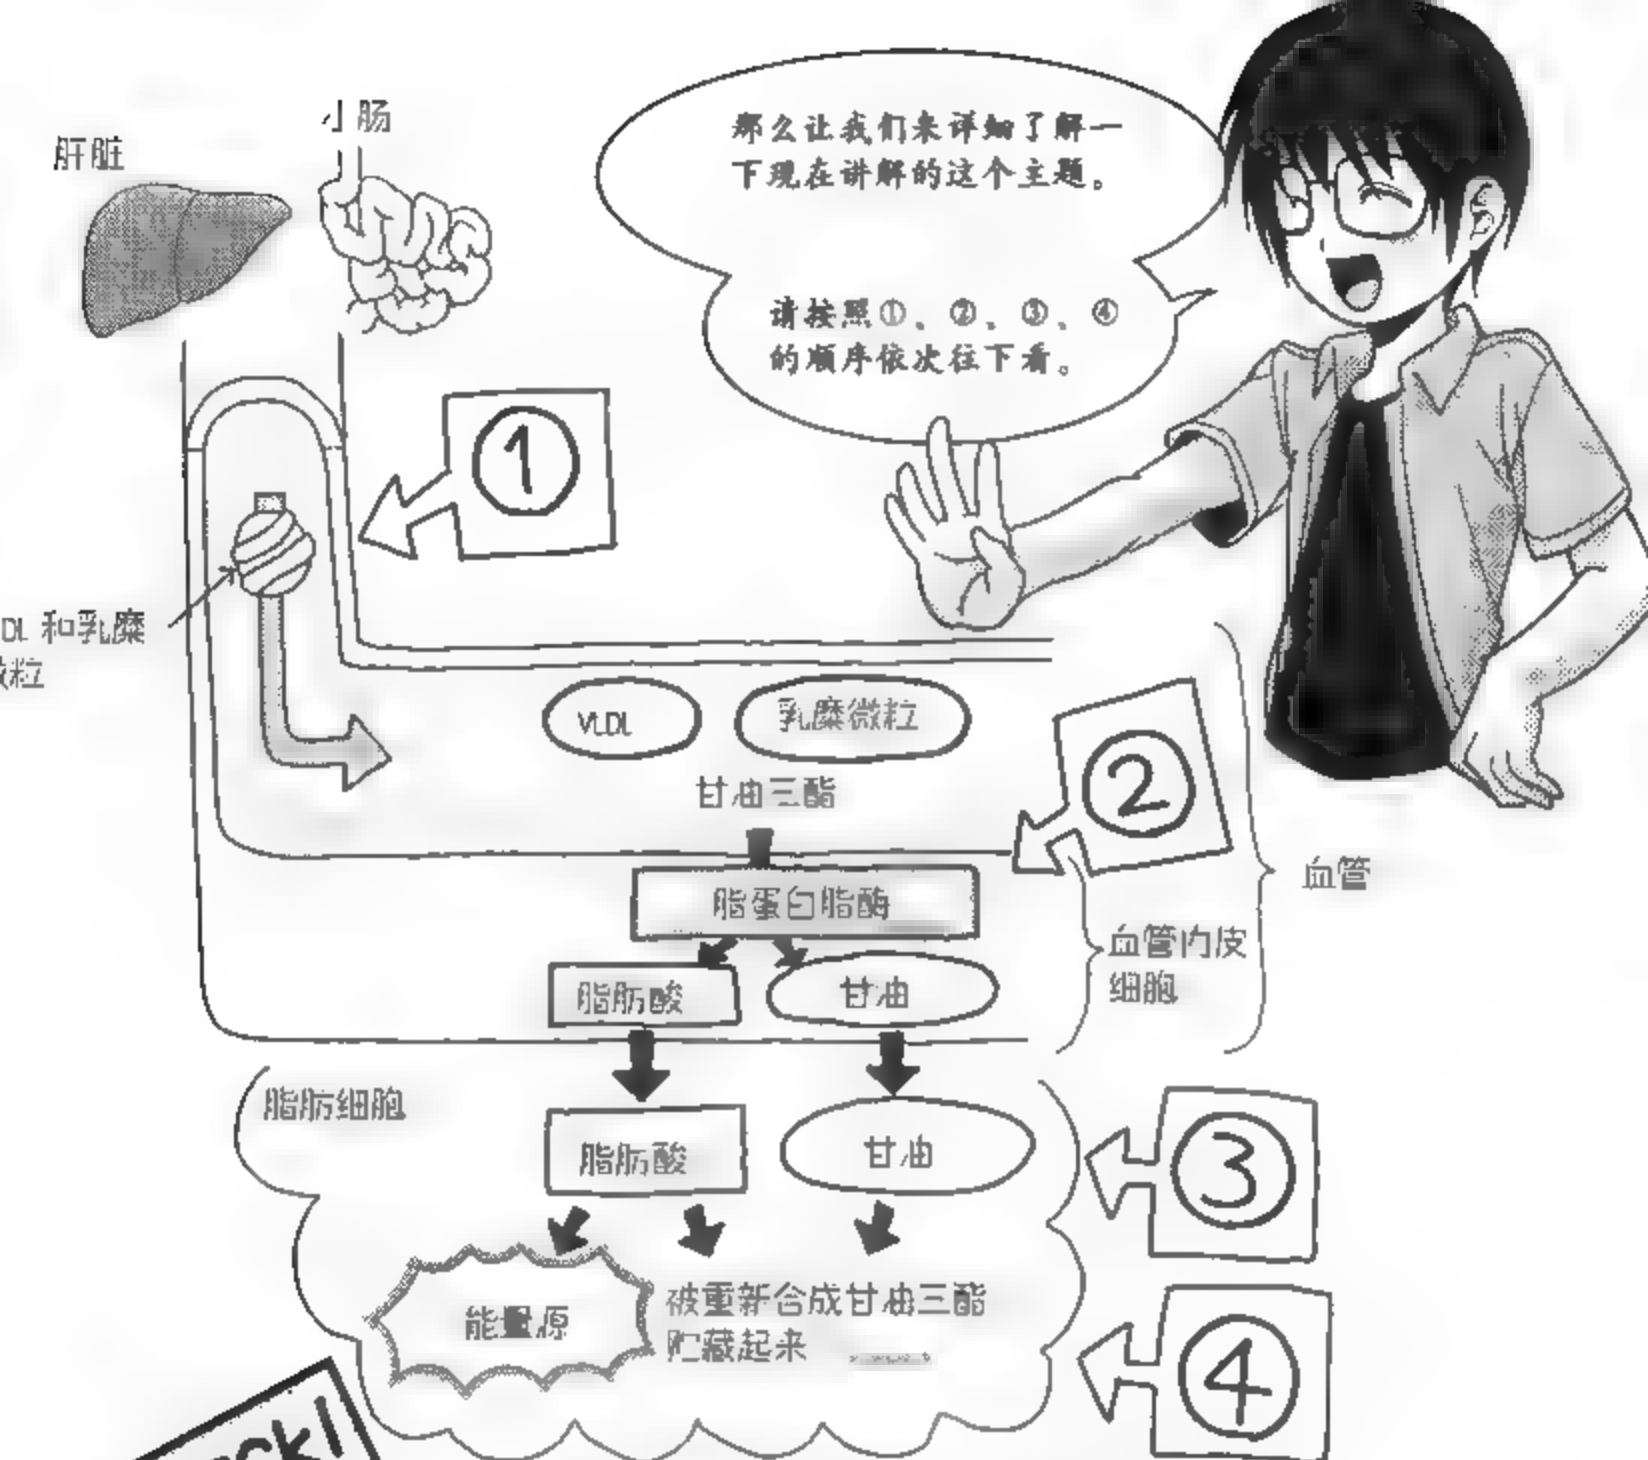 小肠
肝脏
那么让我们来详细了解一
下现在讲解的这个主题。
请按照①、②、③、④
的顺序依次往下看。
①
DL 和乳糜
微粒
VLDL
乳糜微粒
甘油三酯
②
脂蛋白脂酶
血管
血管内皮
细胞
脂肪酸
甘油
脂肪细胞
脂肪酸
甘油
③
能量源
被重新合成甘油三酯
贮藏起来
④
ck!